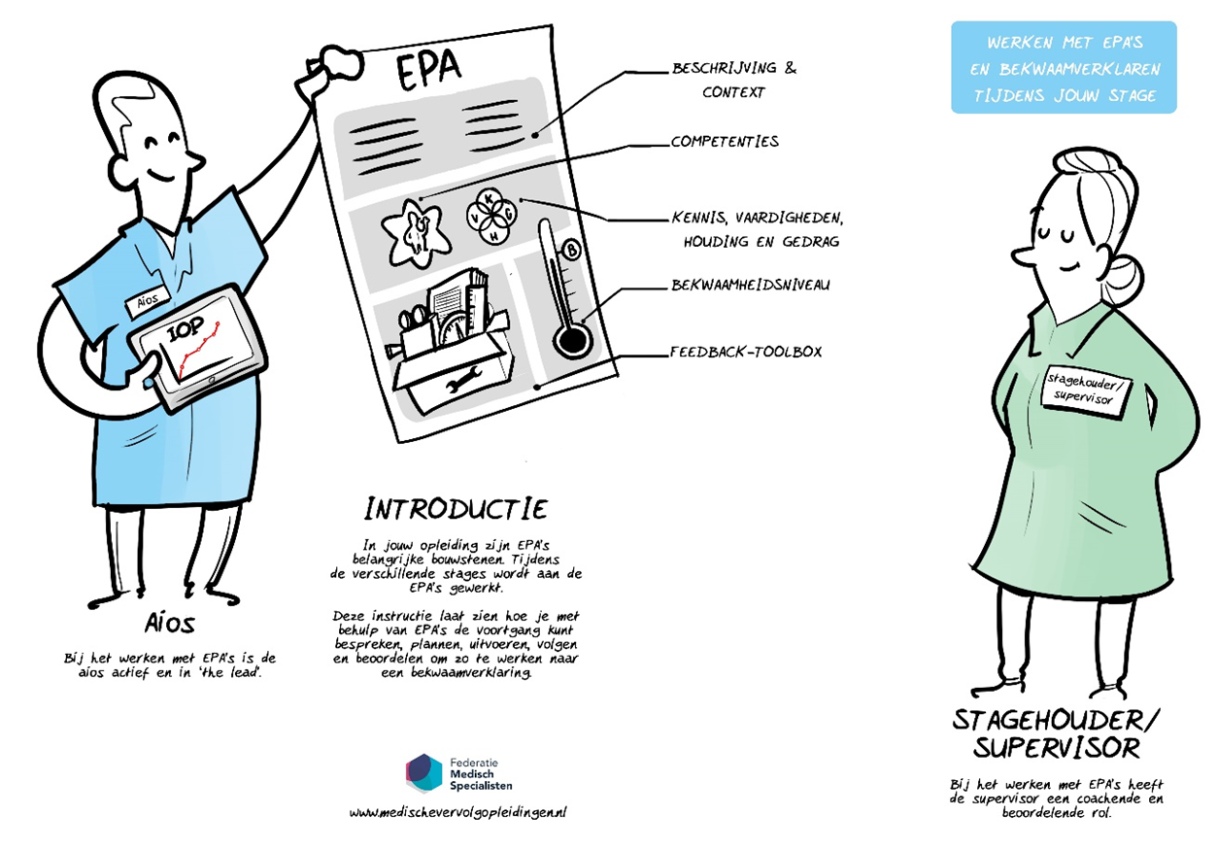 WERKEN MET EPA'S
EN BEKWAAMVERKLAREN
TIJDENS JOUW STAGE
EPA
BESCHRIJVING &
CONTEXT
COMPETENTIES
KENNIS, VAARDIGHEDEN,
HOUDING EN GEDRAG
BEKWAAMHEIDSNIVEAU
FEEDBACK-TOOLBOX
K
V
G
H
B
Aios
IOP
stagehouder/
supervisor
Aios
Bij het werken met EPA's is de
aios actief en in 'the lead'.
INTRODUCTIE
In jouw opleiding zijn EPA's
belangrijke bouwstenen. Tijdens
de verschillende stages wordt aan de
EPA's gewerkt.
Deze instructie laat zien hoe je met
behulp van EPA's de voortgang kunt
bespreken, plannen, uitvoeren, volgen
en beoordelen om zo te werken naar
een bekwaamverklaring.
Federatie
Medisch
Specialisten
www.medischevervolgopleidingen.nl
STAGEHOUDER/
SUPERVISOR
Bij het werken met EPA's heeft
de supervisor een coachende en
beoordelende rol.